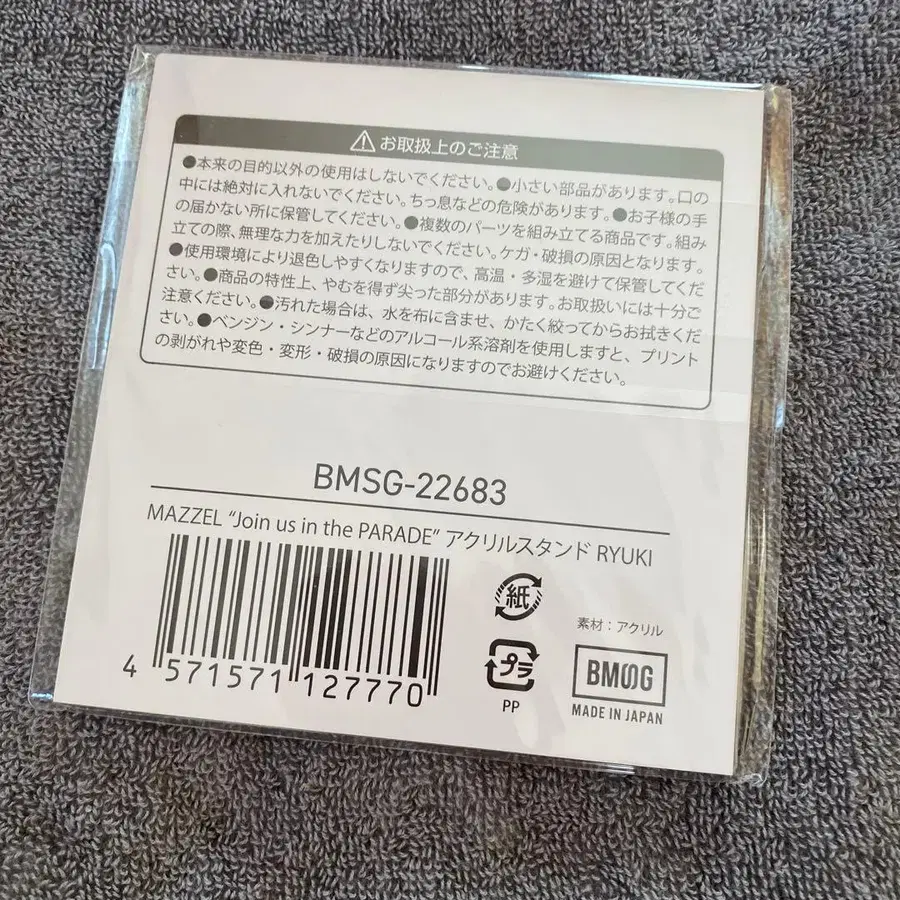 ⚠お取扱上のご注意
●本来の目的以外の使用はしないでください。●小さい部品があります。口の
中には絶対に入れないでください。ちっ息などの危険があります。●お子様の手
の届かない所に保管してください。●複数のパーツを組み立てる商品です。組み
立ての際、無理な力を加えたりしないでください。ケガ・破損の原因となります。
●使用環境により退色しやすくなりますので、高温・多湿を避けて保管してくだ
さい。●商品の特性上、やむを得ず尖った部分があります。お取扱いには十分ご
注意ください。●汚れた場合は、水を布に含ませ、かたく絞ってからお拭きくだ
さい。●ベンジン・シンナーなどのアルコール系溶剤を使用しますと、プリント
の剥がれや変色・変形・破損の原因になりますのでお避けください。
BMSG-22683
MAZZEL “Join us in the PARADE” アクリルスタンド RYUKI
4 571571 127770
紙
プラ
PP
素材：アクリル
BMSG
MADE IN JAPAN